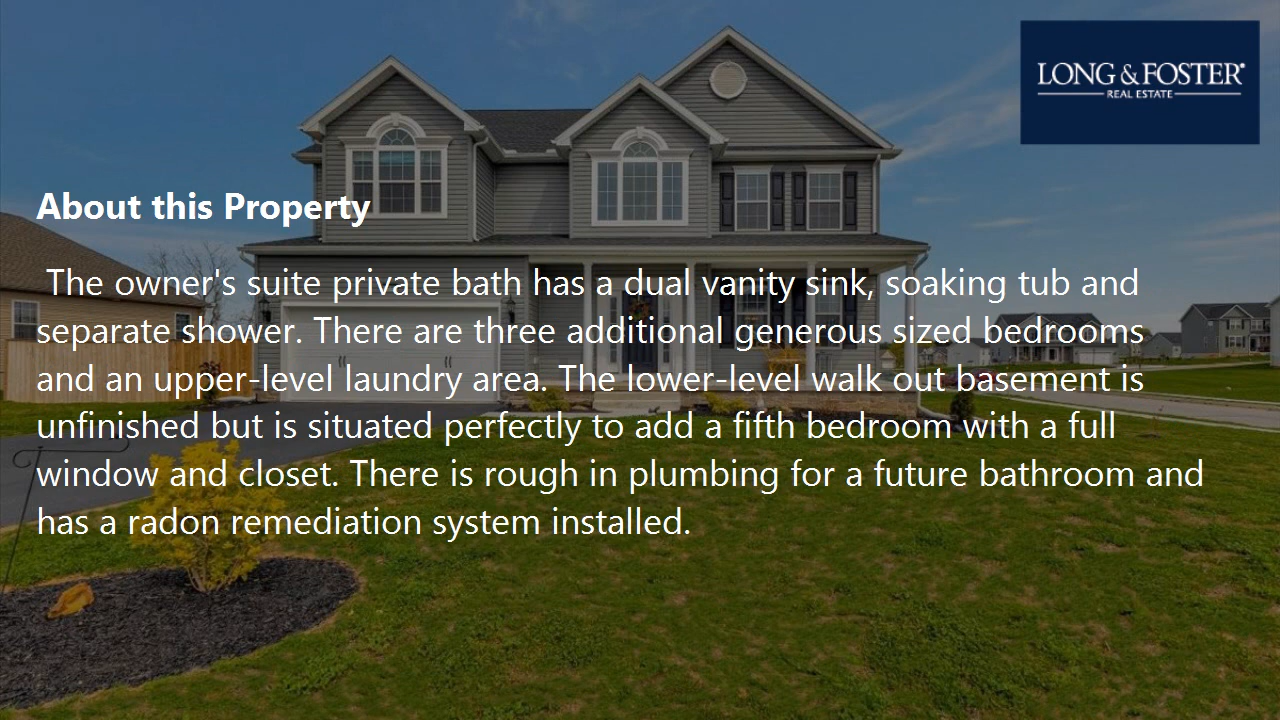 LONG & FOSTER®
REAL ESTATE
About this Property
The owner's suite private bath has a dual vanity sink, soaking tub and
separate shower. There are three additional generous sized bedrooms
and an upper-level laundry area. The lower-level walk out basement is
unfinished but is situated perfectly to add a fifth bedroom with a full
window and closet. There is rough in plumbing for a future bathroom and
has a radon remediation system installed.